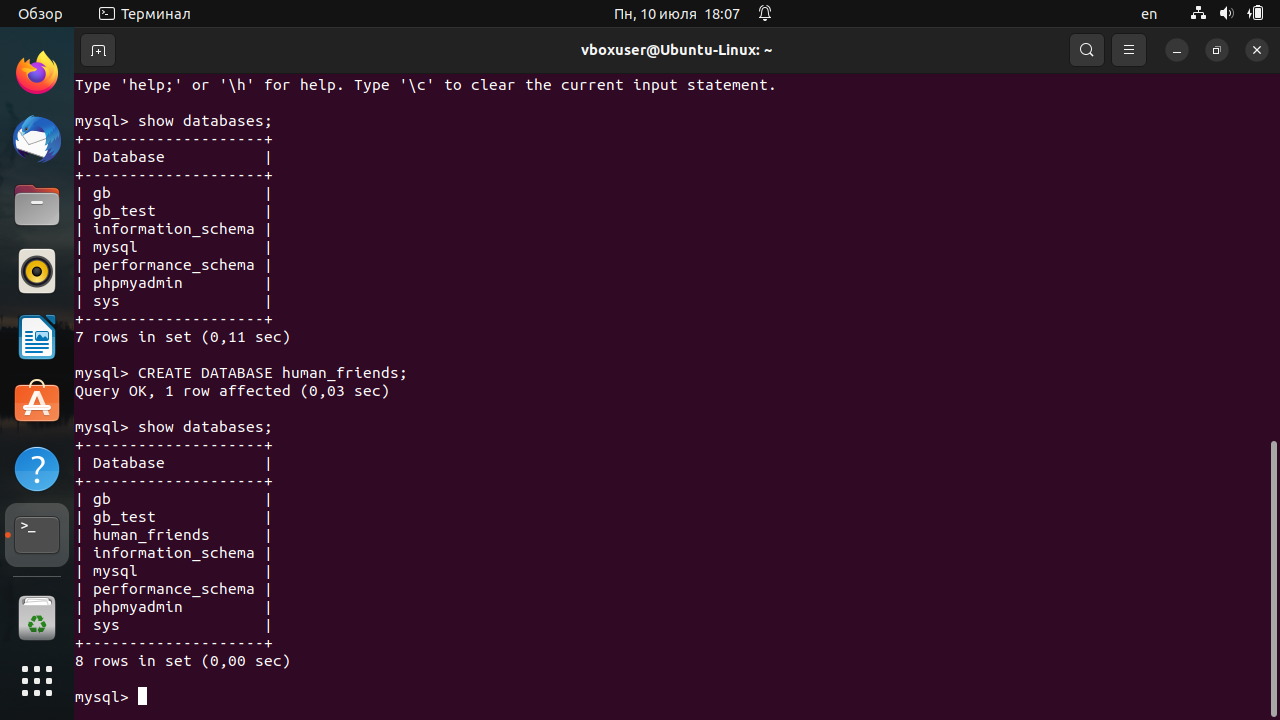 Обзор Терминал Пн, 10 июля 18:07 en
vboxuser@Ubuntu-Linux: ~
Type 'help;' or '\h' for help. Type '\c' to clear the current input statement.
mysql> show databases;
+--------------------+
| Database           |
+--------------------+
| gb                 |
| gb_test            |
| information_schema |
| mysql              |
| performance_schema |
| phpmyadmin         |
| sys                |
+--------------------+
7 rows in set (0,11 sec)
mysql> CREATE DATABASE human_friends;
Query OK, 1 row affected (0,03 sec)
mysql> show databases;
+--------------------+
| Database           |
+--------------------+
| gb                 |
| gb_test            |
| human_friends      |
| information_schema |
| mysql              |
| performance_schema |
| phpmyadmin         |
| sys                |
+--------------------+
8 rows in set (0,00 sec)
mysql>